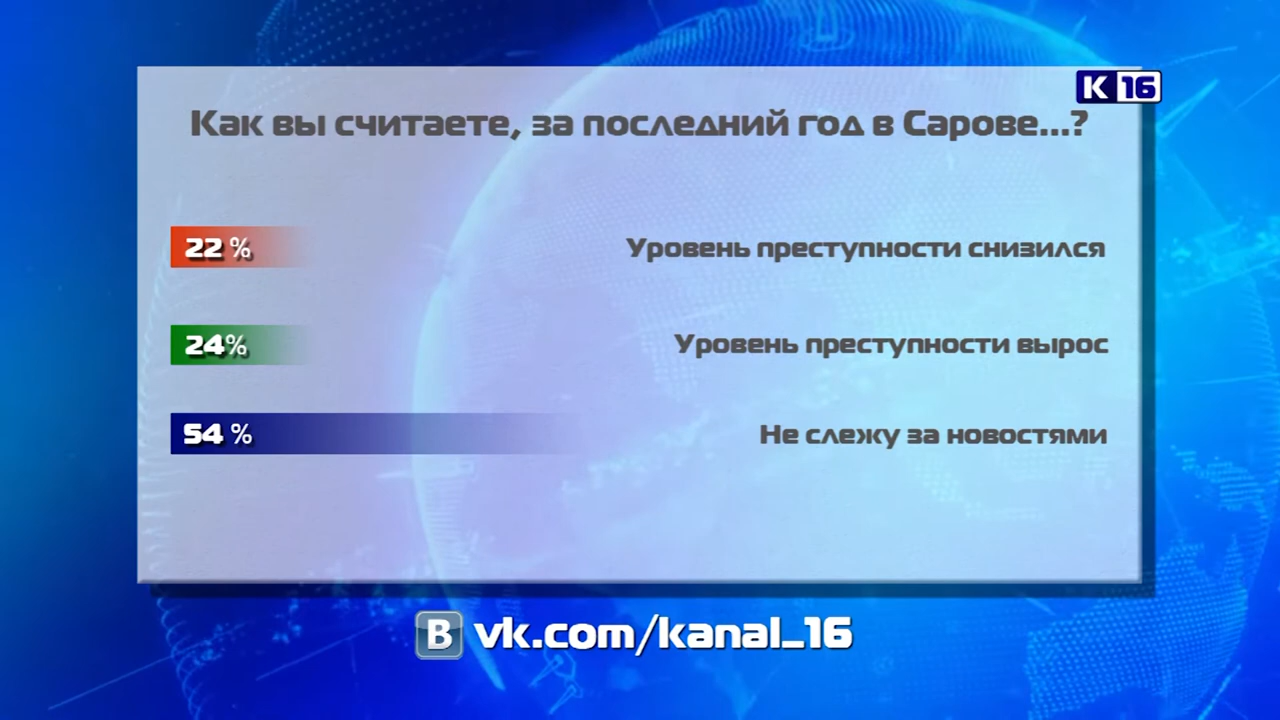 К 16
Как вы считаете, за последний год в Сарове...?
22 % Уровень преступности снизился
24% Уровень преступности вырос
54 % Не слежу за новостями
В vk.com/kanal_16